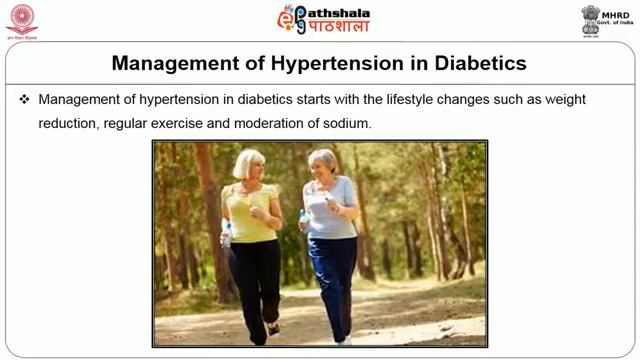 Pathshala
पाठशाला
MHRD
Govt. of India
Management of Hypertension in Diabetics
❖ Management of hypertension in diabetics starts with the lifestyle changes such as weight
reduction, regular exercise and moderation of sodium.